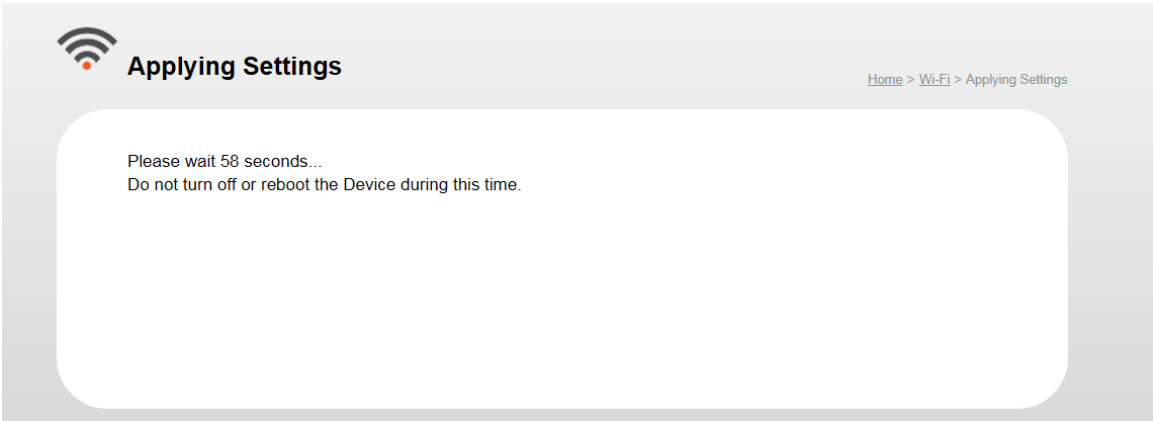 Applying Settings
Home > Wi-Fi > Applying Settings
Please wait 58 seconds...
Do not turn off or reboot the Device during this time.